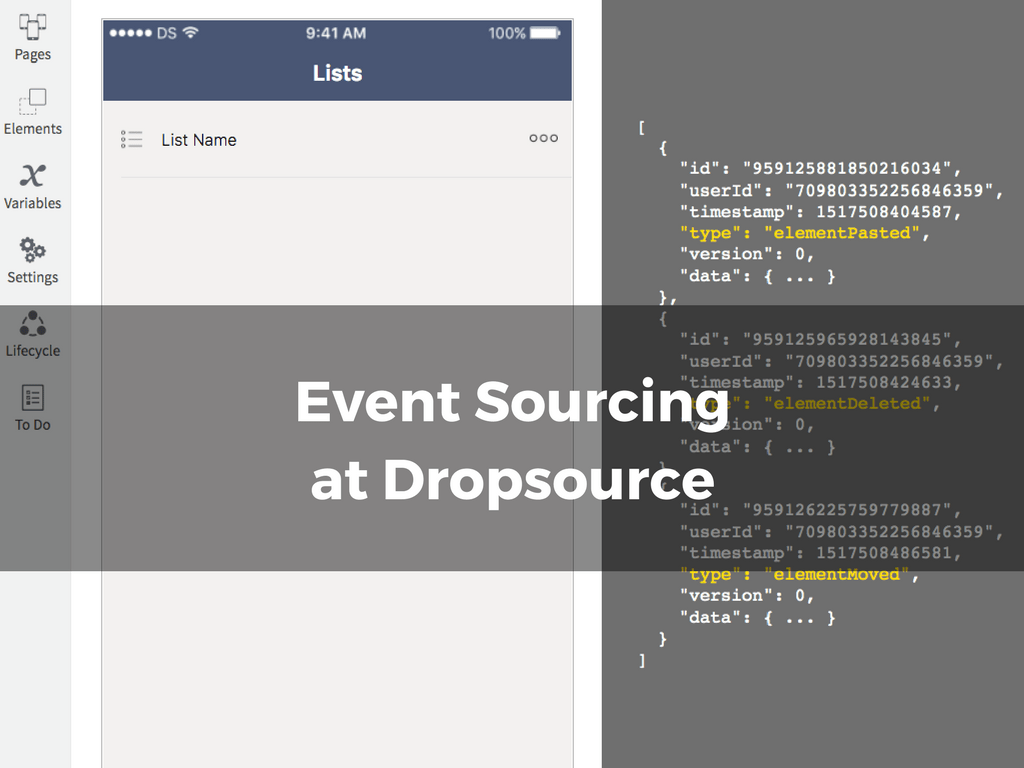 Pages
Elements
Variables
Settings
Lifecycle
To Do
DS
9:41 AM
100%
Lists
List Name
[
{
"id": "959125881850216034",
"userId": "709803352256846359",
"timestamp": 1517508404587,
"type": "elementPasted",
"version": 0,
"data": { ... }
},
{
"id": "959125965928143845",
"userId": "709803352256846359",
"timestamp": 1517508424633,
"type": "elementDeleted",
"version": 0,
"data": { ... }
}
{
"id": "959126225759779887",
"userId": "709803352256846359",
"timestamp": 1517508486581,
"type": "elementMoved",
"version": 0,
"data": { ... }
}
]
Event Sourcing
at Dropsource